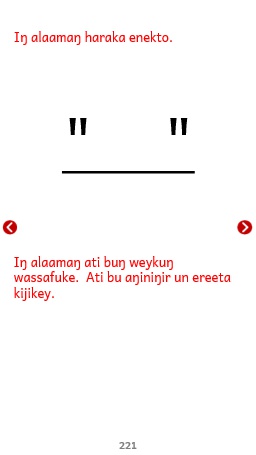 Iŋ alaamaŋ haraka enekto.
" "
Iŋ alaamaŋ ati buŋ weykuŋ
wassafuke. Ati bu aŋiniŋir un ereeta
kijikey.
221